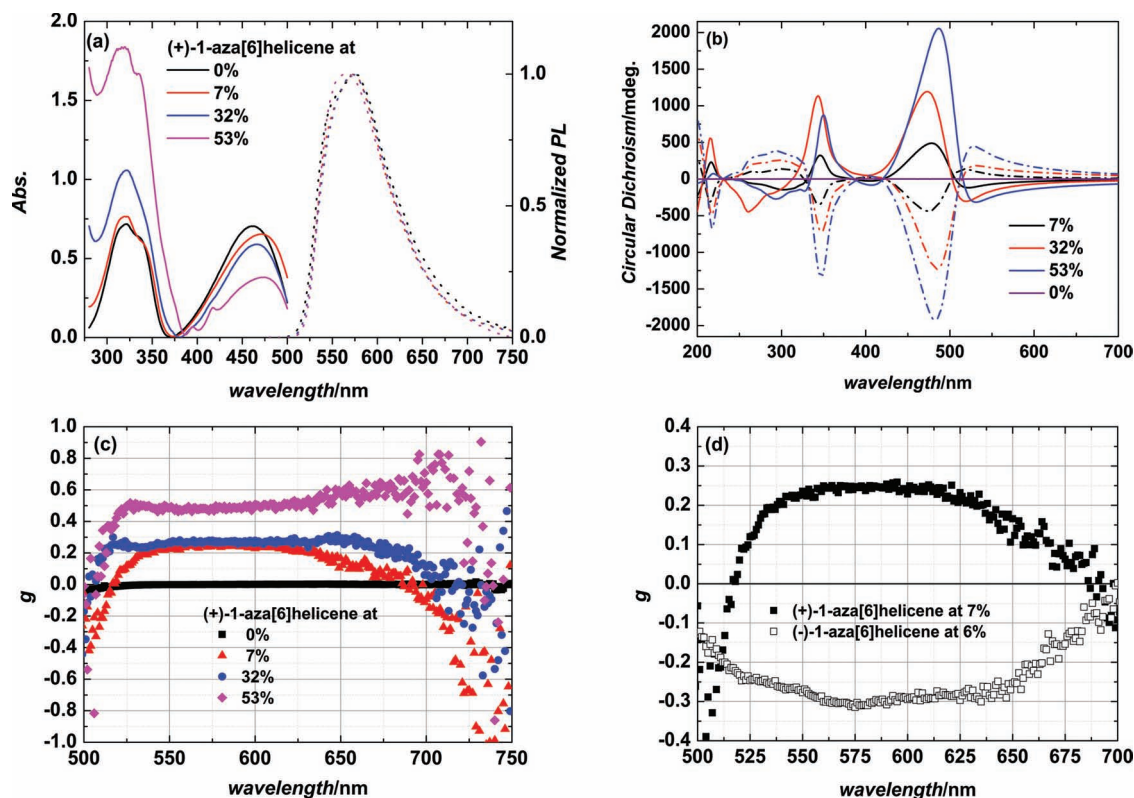 (a)
(+)-1-aza[6]helicene at
0%
7%
32%
53%
Abs.
2.0
1.5
1.0
0.5
0.0
Normalized PL
1.0
0.5
0.0
300 350 400 450 500 550 600 650 700 750
wavelength/nm
(b)
Circular Dichroism/mdeg.
2000
1500
1000
500
0
-500
-1000
-1500
-2000
7%
32%
53%
0%
200 300 400 500 600 700
wavelength/nm
(c)
g
1.0
0.8
0.6
0.4
0.2
0.0
-0.2
-0.4
-0.6
-0.8
-1.0
(+)-1-aza[6]helicene at
0%
7%
32%
53%
500 550 600 650 700 750
wavelength/nm
(d)
g
0.4
0.3
0.2
0.1
0.0
-0.1
-0.2
-0.3
-0.4
(+)-1-aza[6]helicene at 7%
(-)-1-aza[6]helicene at 6%
500 525 550 575 600 625 650 675 700
wavelength/nm